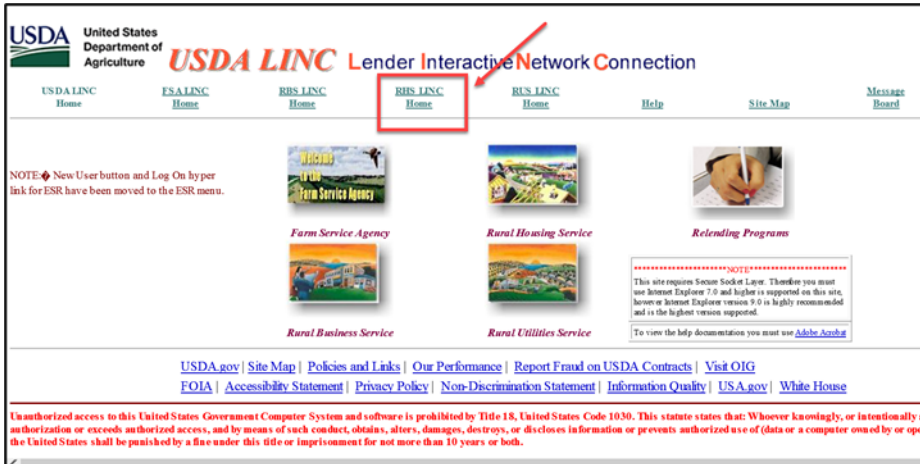 USDA
United States
Department of
Agriculture
USDA LINC Lender Interactive Network Connection
USDA LINC
Home
FSA LINC
Home
RBS LINC
Home
RHS LINC
Home
RUS LINC
Home
Help
Site Map
Message
Board
NOTE:� New User button and Log On hyper
link for ESR have been moved to the ESR menu.
Welcome
to the
Farm Service Agency
Farm Service Agency
Rural Housing Service
Relending Programs
Rural Business Service
Rural Utilities Service
***********************NOTE************************
This site requires Secure Socket Layer. Therefore you must
use Internet Explorer 7.0 and higher is supported on this site,
however Internet Explorer version 9.0 is highly recommended
and is the highest version supported.
To view the help documentation you must use Adobe Acrobat
USDA.gov | Site Map | Policies and Links | Our Performance | Report Fraud on USDA Contracts | Visit OIG
FOIA | Accessibility Statement | Privacy Policy | Non-Discrimination Statement | Information Quality | USA.gov | White House
Unauthorized access to this United States Government Computer System and software is prohibited by Title 18, United States Code 1030. This statute states that: Whoever knowingly, or intentionally
authorization or exceeds authorized access, and by means of such conduct, obtains, alters, damages, destroys, or discloses information or prevents authorized use of (data or a computer owned by or
the United States shall be punished by a fine under this title or imprisonment for not more than 10 years or both.